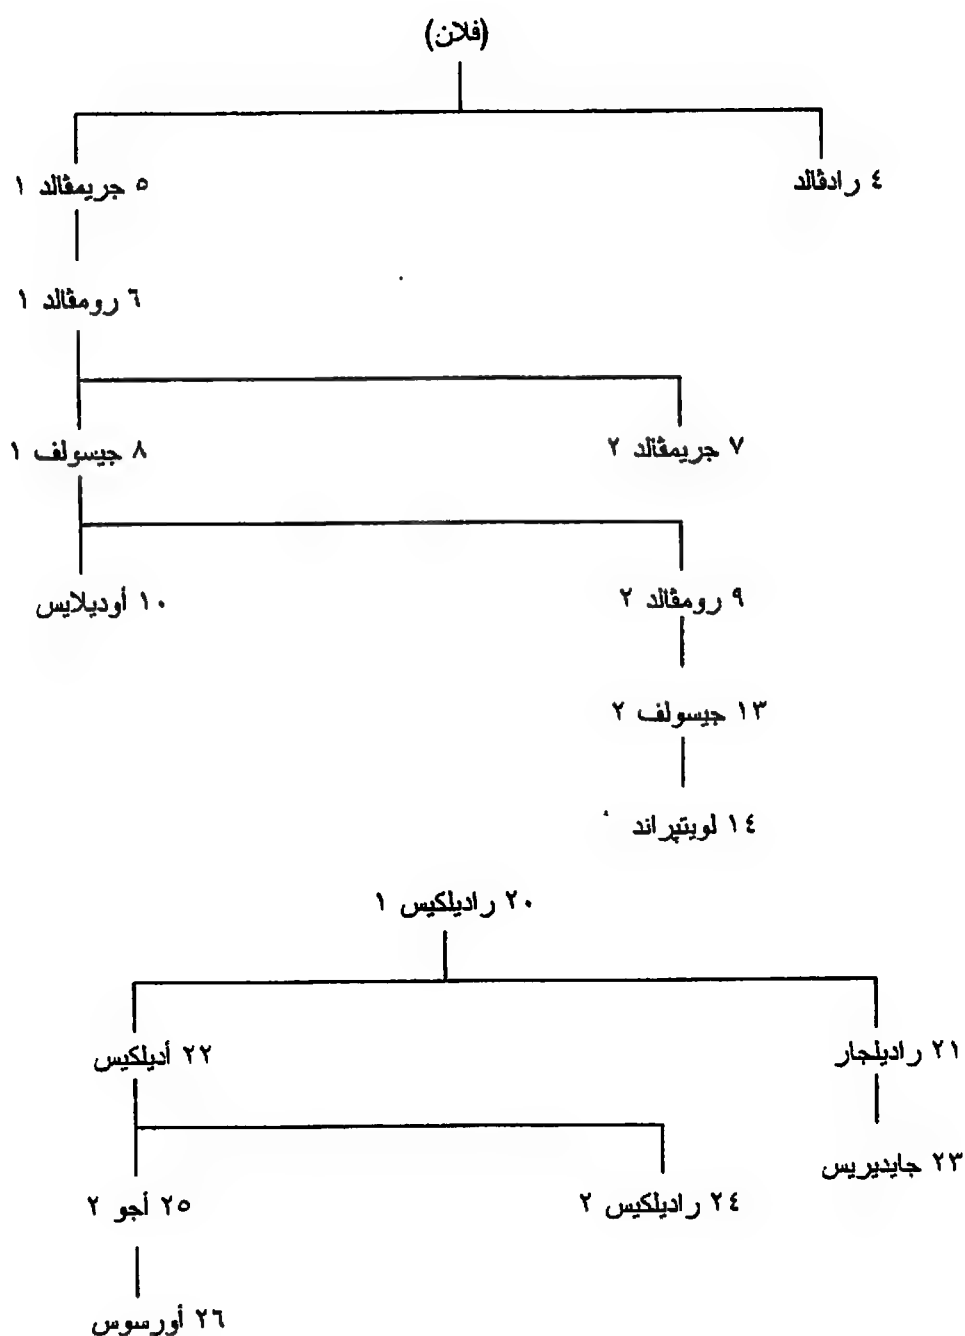 (فلان)
٤ رادڤالد
٥ جريمڤالد ١
٦ رومڤالد ١
٧ جريمڤالد ٢
٨ جيسولف ١
٩ رومڤالد ٢
١٠ أوديلايس
١٣ جيسولف ٢
١٤ لويتپراند
٢٠ راديلكيس ١
٢١ راديلجار
٢٢ أديلكيس
٢٣ جايديريس
٢٤ راديلكيس ٢
٢٥ أجو ٢
٢٦ أورسوس